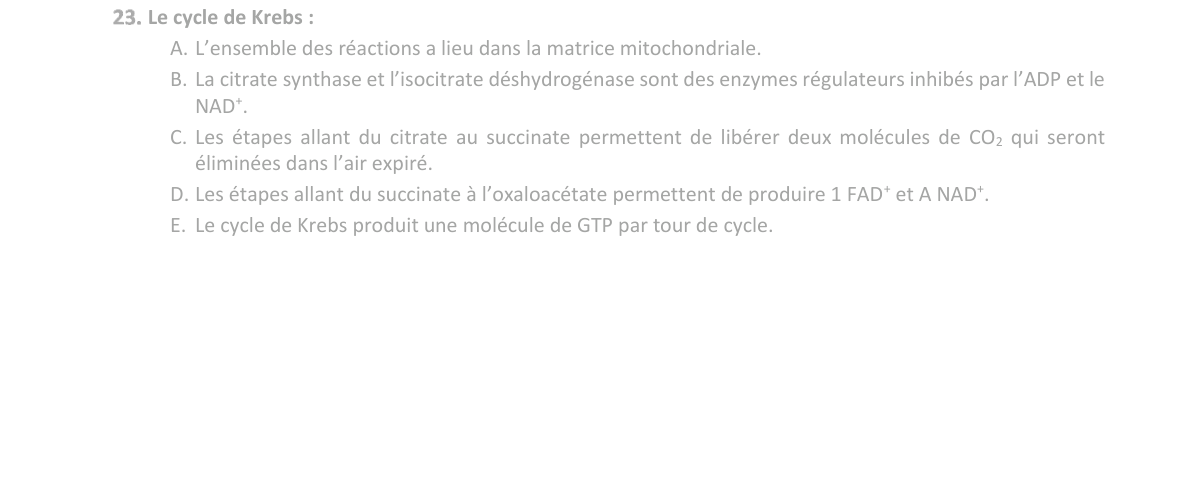 23. Le cycle de Krebs :
A. L’ensemble des réactions a lieu dans la matrice mitochondriale.
B. La citrate synthase et l’isocitrate déshydrogénase sont des enzymes régulateurs inhibés par l’ADP et le
NAD⁺.
C. Les étapes allant du citrate au succinate permettent de libérer deux molécules de CO₂ qui seront
éliminées dans l’air expiré.
D. Les étapes allant du succinate à l’oxaloacétate permettent de produire 1 FAD⁺ et A NAD⁺.
E. Le cycle de Krebs produit une molécule de GTP par tour de cycle.